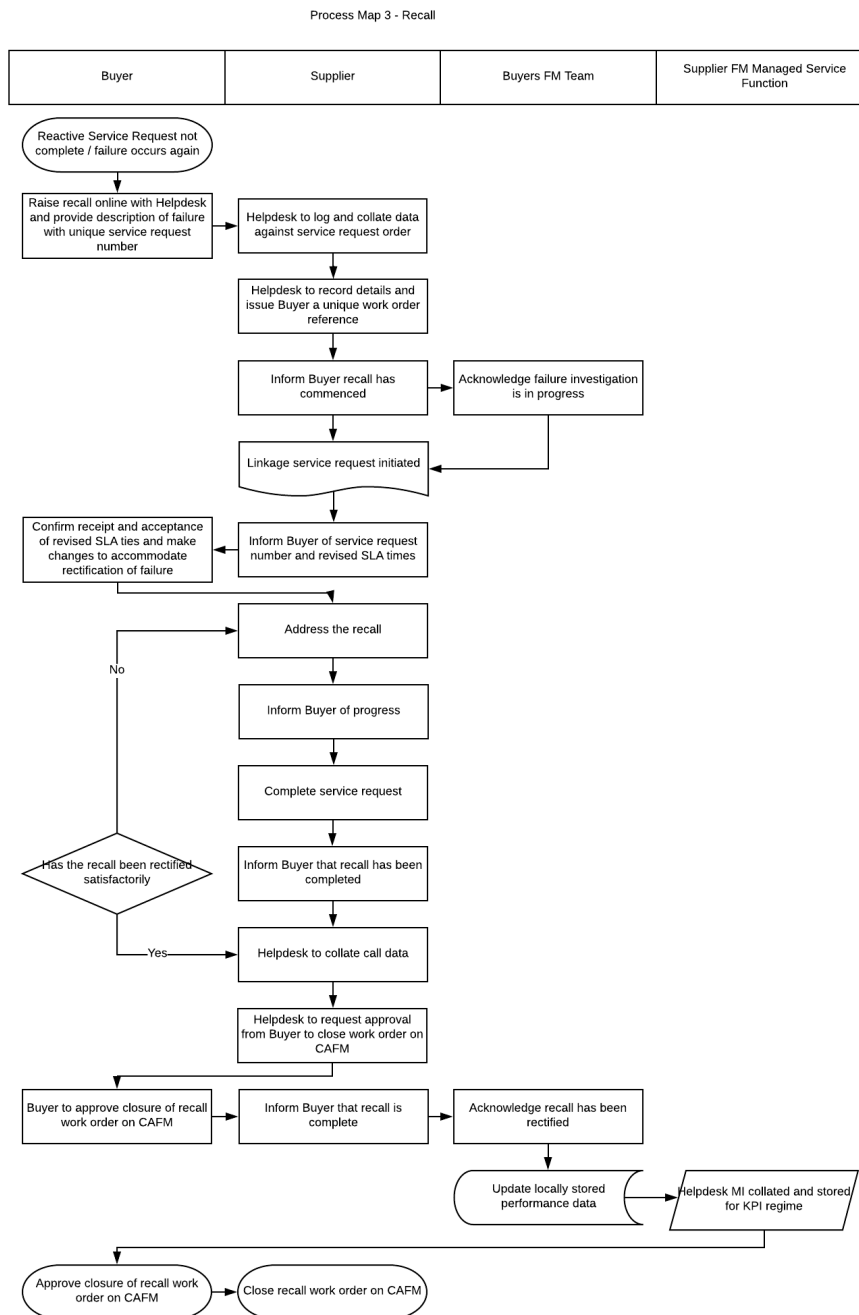 Process Map 3 - Recall
Buyer
Supplier
Buyers FM Team
Supplier FM Managed Service
Function
Reactive Service Request not
complete / failure occurs again
Raise recall online with Helpdesk
and provide description of failure
with unique service request
number
Helpdesk to log and collate data
against service request order
Helpdesk to record details and
issue Buyer a unique work order
reference
Inform Buyer recall has
commenced
Acknowledge failure investigation
is in progress
Linkage service request initiated
Confirm receipt and acceptance
of revised SLA ties and make
changes to accommodate
rectification of failure
Inform Buyer of service request
number and revised SLA times
Address the recall
No
Inform Buyer of progress
Complete service request
Has the recall been rectified
satisfactorily
Inform Buyer that recall has been
completed
Yes
Helpdesk to collate call data
Helpdesk to request approval
from Buyer to close work order on
CAFM
Buyer to approve closure of recall
work order on CAFM
Inform Buyer that recall is
complete
Acknowledge recall has been
rectified
Update locally stored
performance data
Helpdesk MI collated and stored
for KPI regime
Approve closure of recall work
order on CAFM
Close recall work order on CAFM